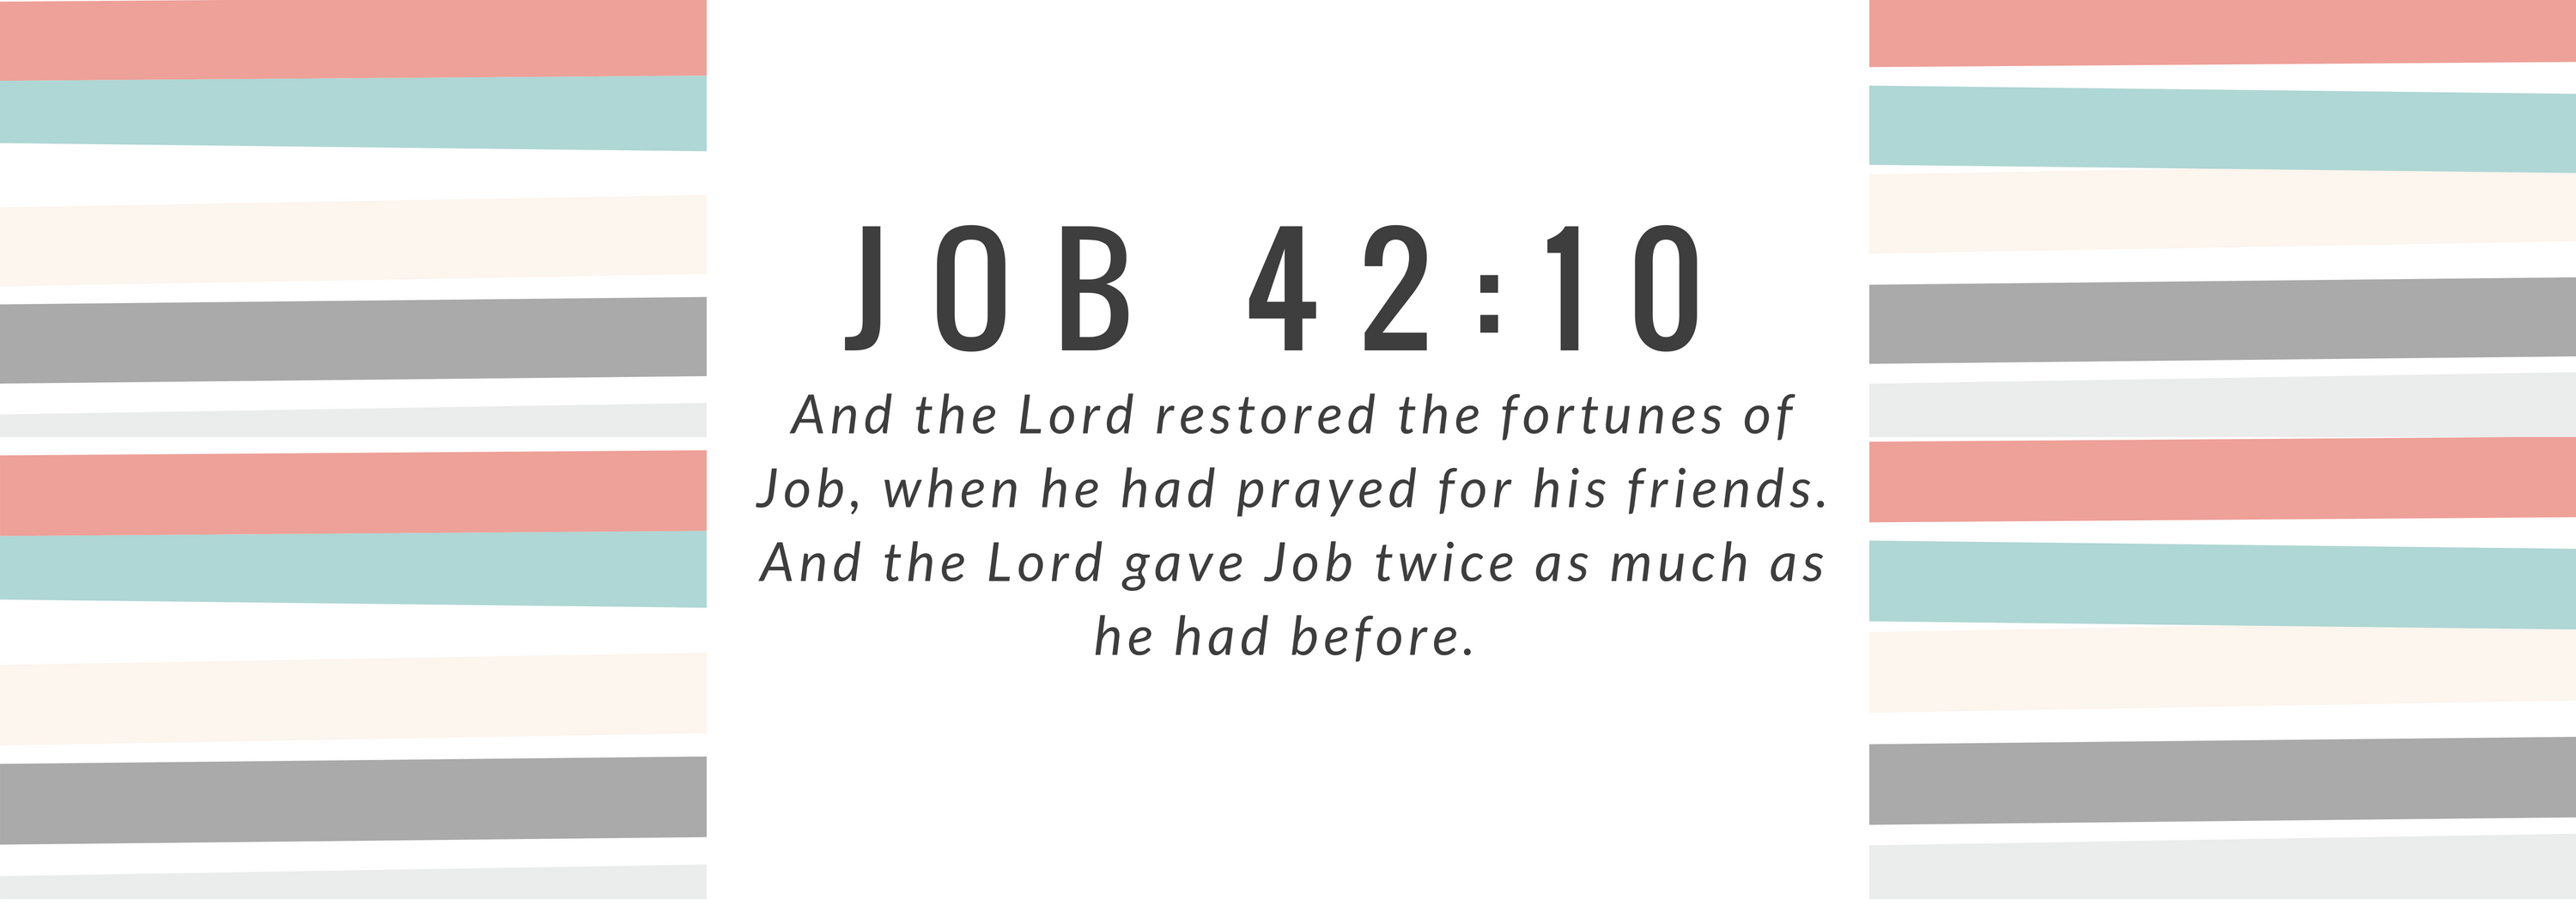 JOB 42:10
And the Lord restored the fortunes of
Job, when he had prayed for his friends.
And the Lord gave Job twice as much as
he had before.